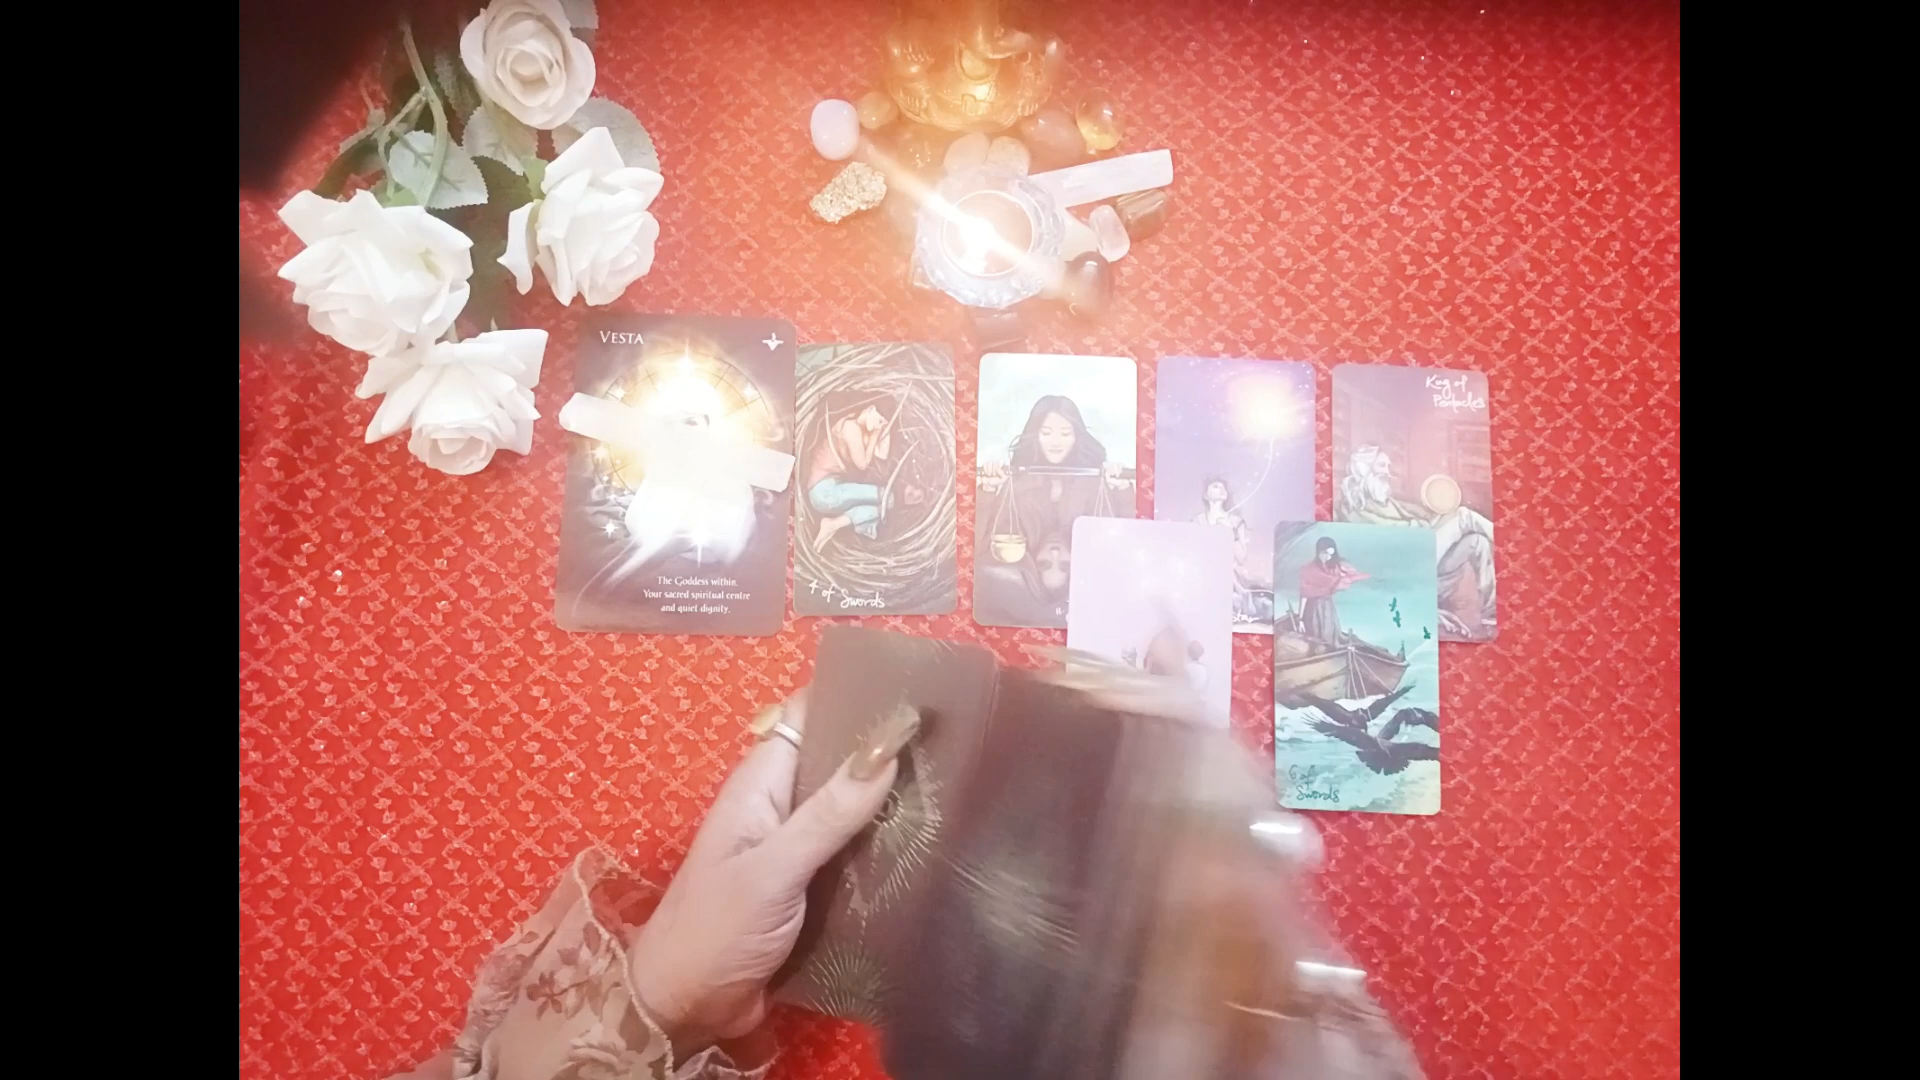 VESTA
The Goddess within.
Your sacred spiritual centre
and quiet dignity.
4 of
Swords
Star
King of
Pentacles
6 of
Swords